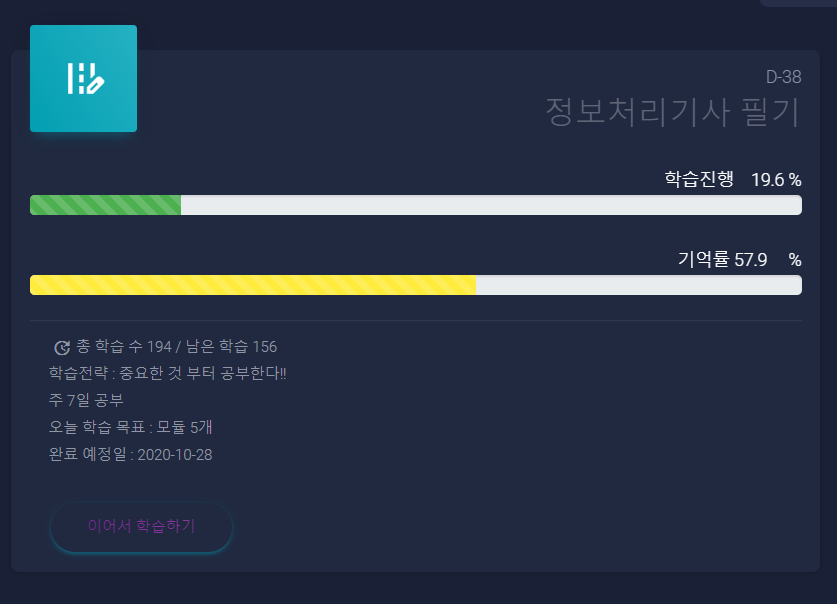 D-38
정보처리기사 필기
학습진행 19.6 %
기억률 57.9 %
총 학습 수 194 / 남은 학습 156
학습전략 : 중요한 것 부터 공부한다!!
주 7일 공부
오늘 학습 목표 : 모듈 5개
완료 예정일 : 2020-10-28
이어서 학습하기